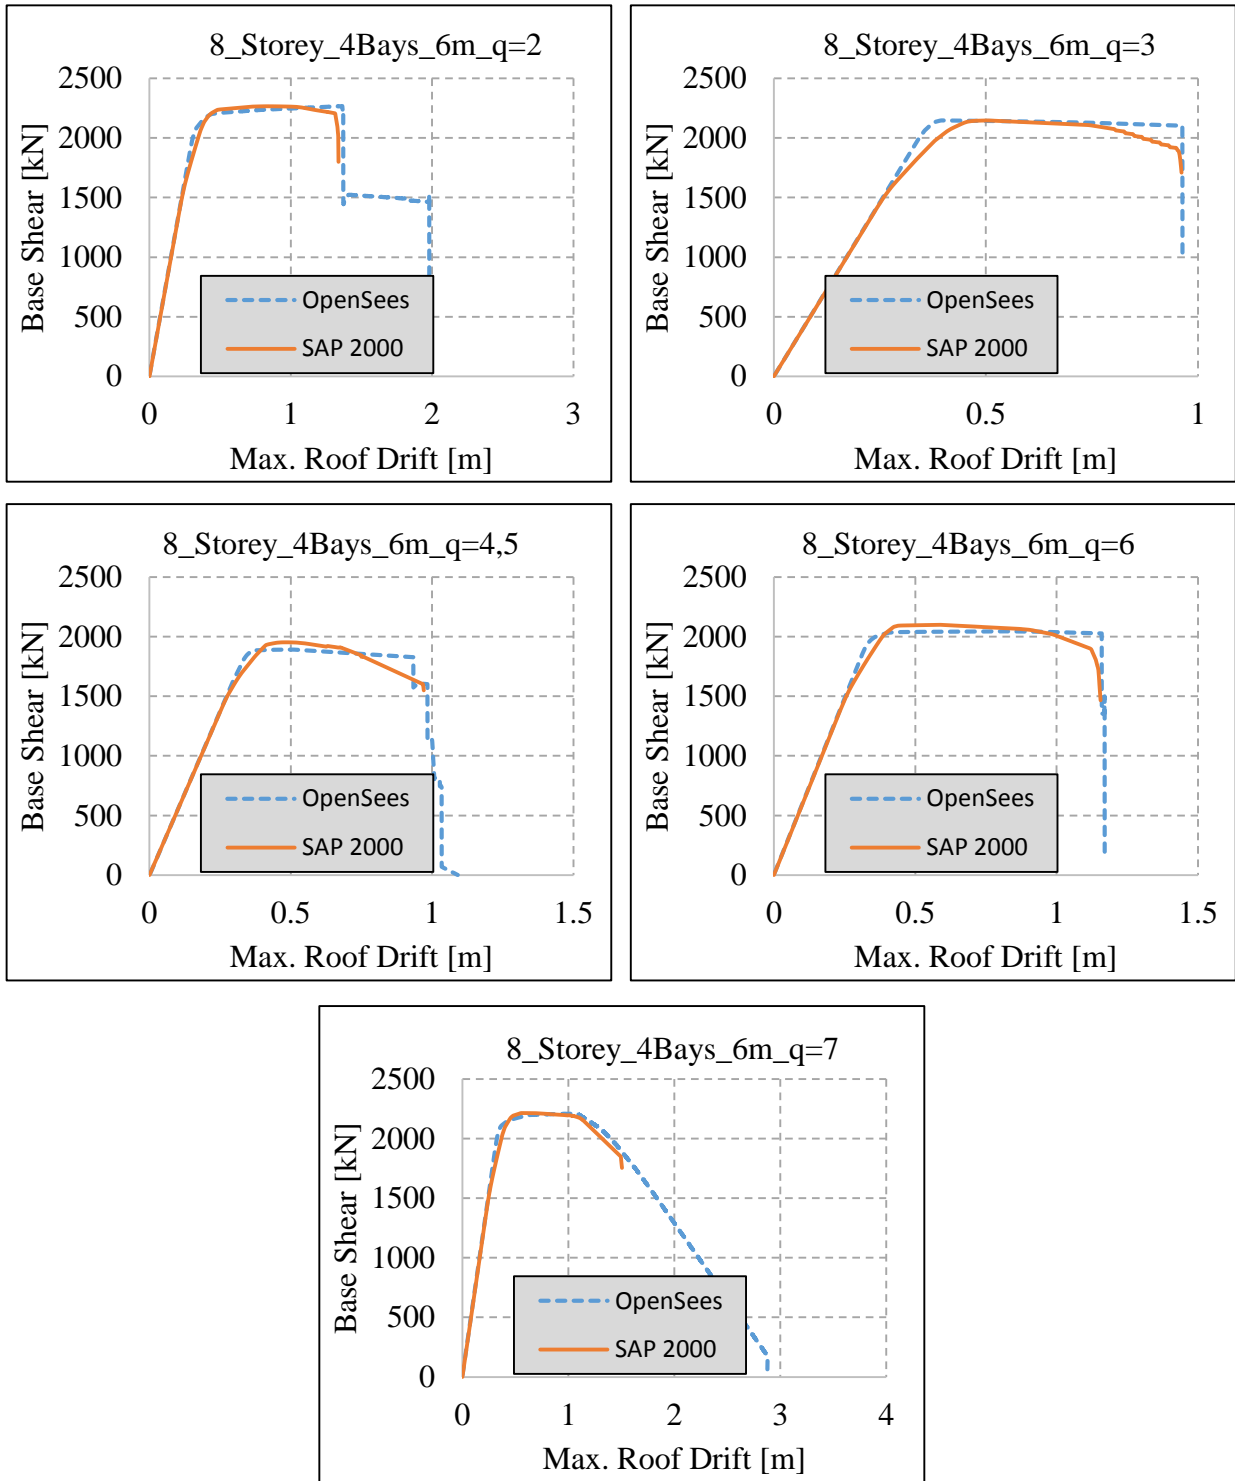 8_Storey_4Bays_6m_q=2
Base Shear [kN]
2500
2000
1500
1000
500
0
OpenSees
SAP 2000
0 1 2 3
Max. Roof Drift [m]
8_Storey_4Bays_6m_q=3
Base Shear [kN]
2500
2000
1500
1000
500
0
OpenSees
SAP 2000
0 0.5 1
Max. Roof Drift [m]
8_Storey_4Bays_6m_q=4,5
Base Shear [kN]
2500
2000
1500
1000
500
0
OpenSees
SAP 2000
0 0.5 1 1.5
Max. Roof Drift [m]
8_Storey_4Bays_6m_q=6
Base Shear [kN]
2500
2000
1500
1000
500
0
OpenSees
SAP 2000
0 0.5 1 1.5
Max. Roof Drift [m]
8_Storey_4Bays_6m_q=7
Base Shear [kN]
2500
2000
1500
1000
500
0
OpenSees
SAP 2000
0 1 2 3 4
Max. Roof Drift [m]